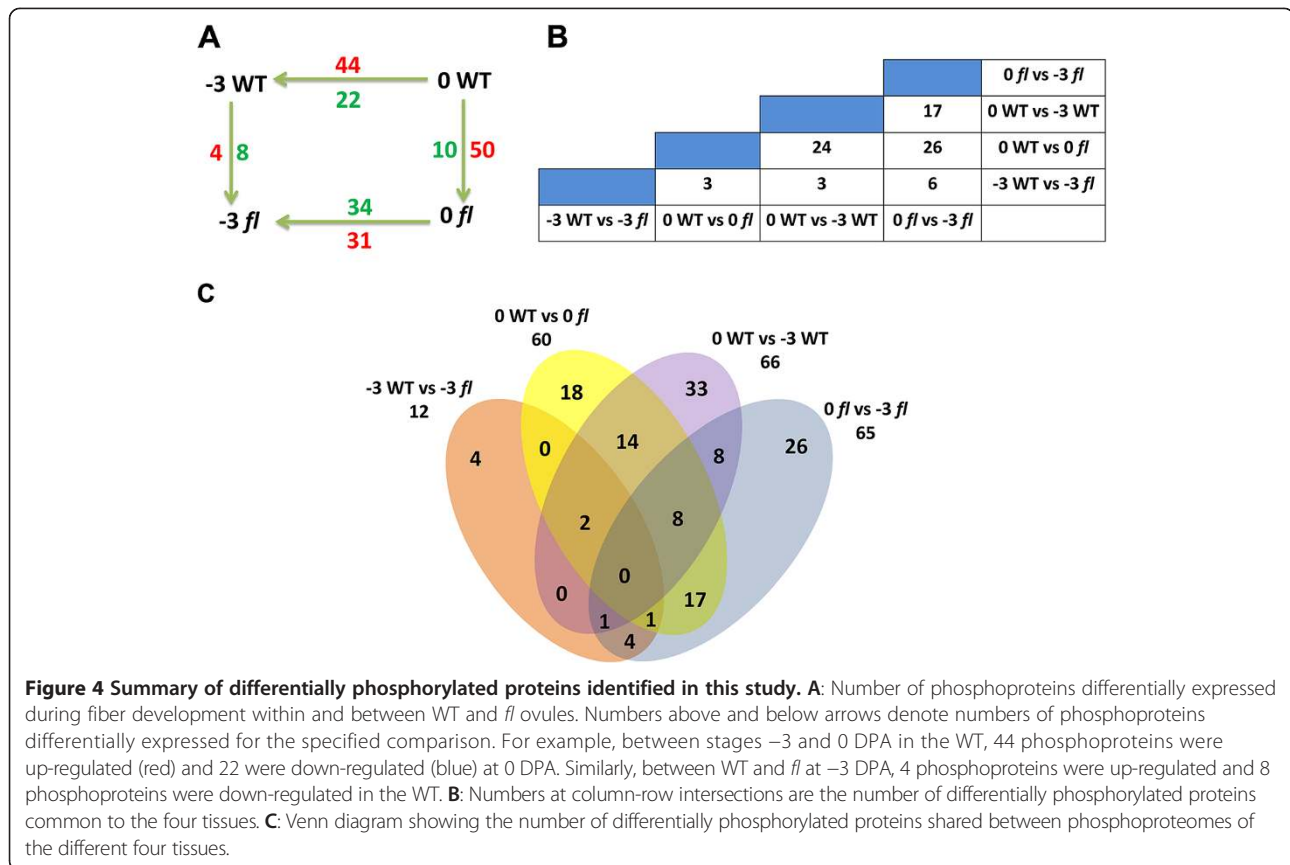 A
-3 WT
44
0 WT
22
4
8
10
50
-3 fl
34
0 fl
31
B
0 fl vs -3 fl
17
0 WT vs -3 WT
24
26
0 WT vs 0 fl
3
3
6
-3 WT vs -3 fl
-3 WT vs -3 fl
0 WT vs 0 fl
0 WT vs -3 WT
0 fl vs -3 fl
C
0 WT vs 0 fl
60
0 WT vs -3 WT
66
-3 WT vs -3 fl
12
0 fl vs -3 fl
65
18
33
4
0
14
8
26
2
8
0
0
17
1
1
4
Figure 4 Summary of differentially phosphorylated proteins identified in this study. A: Number of phosphoproteins differentially expressed
during fiber development within and between WT and fl ovules. Numbers above and below arrows denote numbers of phosphoproteins
differentially expressed for the specified comparison. For example, between stages −3 and 0 DPA in the WT, 44 phosphoproteins were
up-regulated (red) and 22 were down-regulated (blue) at 0 DPA. Similarly, between WT and fl at −3 DPA, 4 phosphoproteins were up-regulated and 8
phosphoproteins were down-regulated in the WT. B: Numbers at column-row intersections are the number of differentially phosphorylated proteins
common to the four tissues. C: Venn diagram showing the number of differentially phosphorylated proteins shared between phosphoproteomes of
the different four tissues.